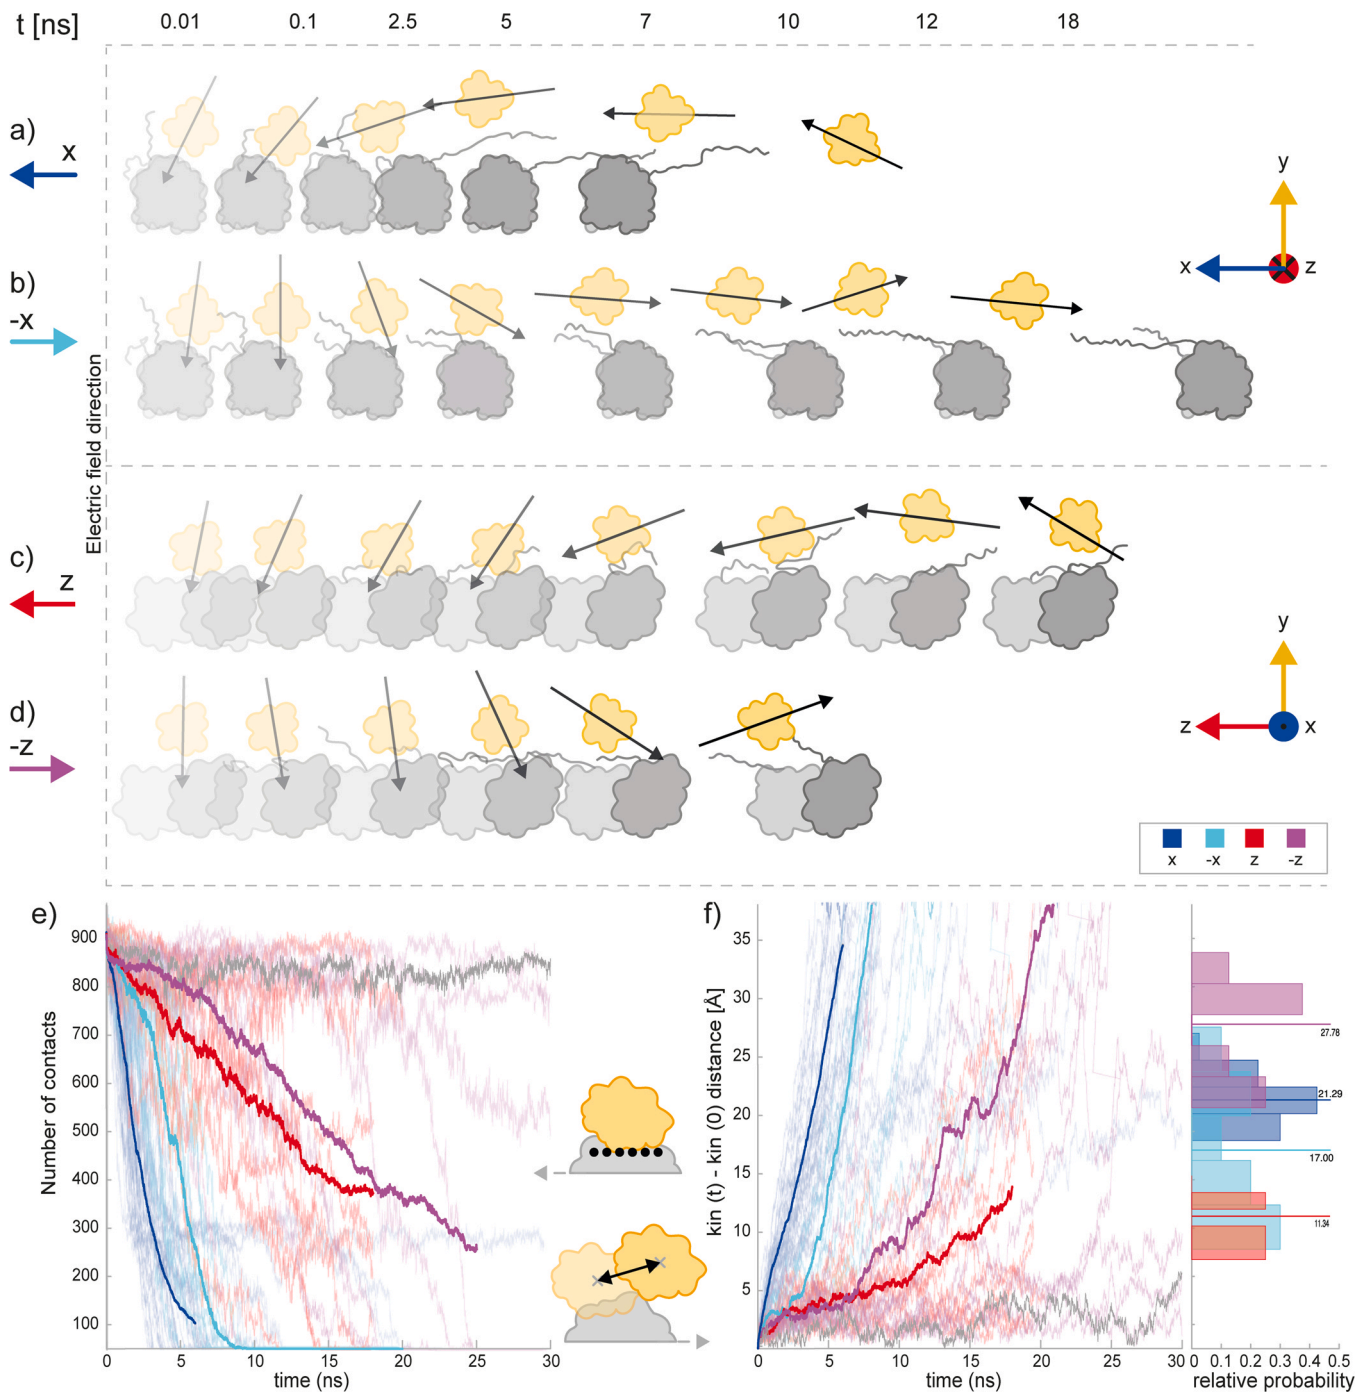 t [ns] 0.01 0.1 2.5 5 7 10 12 18
a)
x
b)
-x
y
x z
Electric field direction
c)
z
d)
-z
y
z x
x -x z -z
e)
900
800
700
600
500
400
300
200
100
Number of contacts
0 5 10 15 20 25 30
time (ns)
f)
35
30
25
20
15
10
5
kin (t) - kin (0) distance [Å]
0 5 10 15 20 25 30
time (ns)
27.78
21.29
17.00
11.34
0 0.1 0.2 0.3 0.4 0.5
relative probability